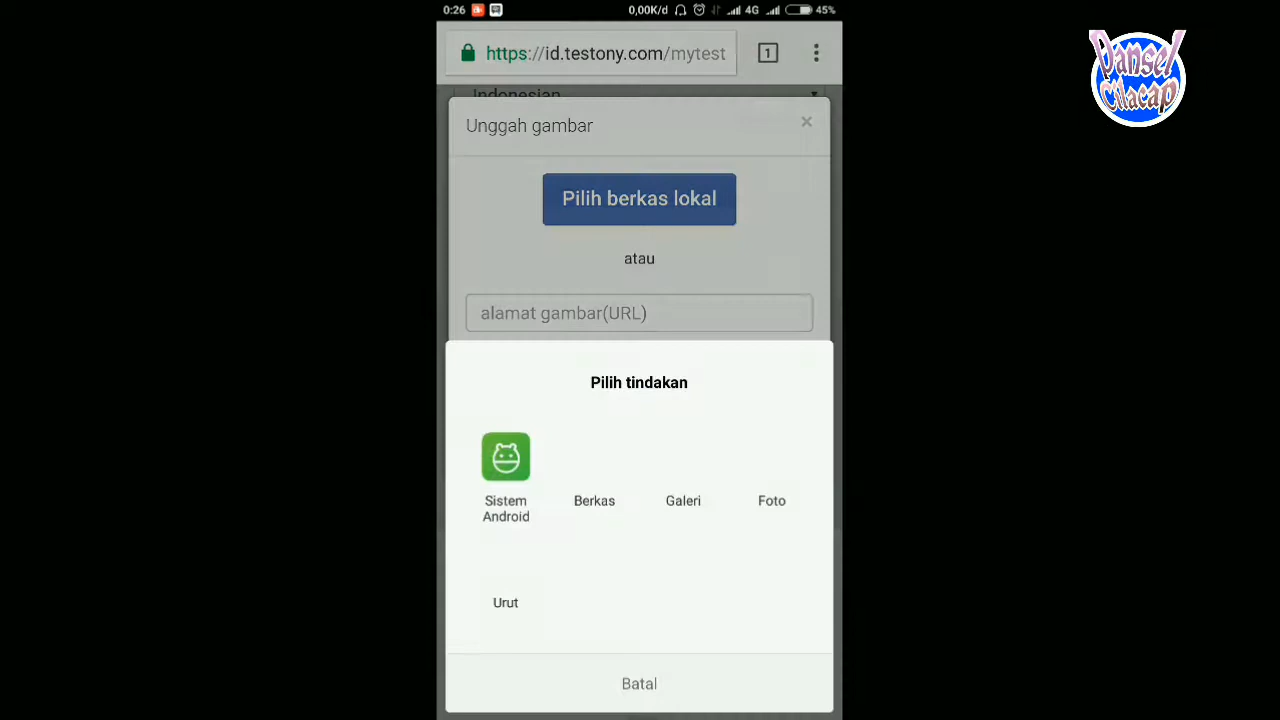 0:26
0,00K/d
4G
45%
https://id.testony.com/mytest
1
Dansel
Cilacap
Indonesian
Unggah gambar
×
Pilih berkas lokal
atau
alamat gambar(URL)
Pilih tindakan
Sistem
Android
Berkas
Galeri
Foto
Urut
Batal